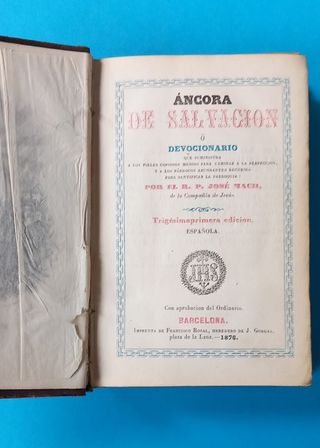 ÁNCORA
DE SALVACION
Ó
DEVOCIONARIO
QUE SUMINISTRA
A LOS FIELES COPIOSOS MEDIOS PARA CAMINAR Á LA PERFECCION,
Y Á LOS PÁRROCOS ABUNDANTES RECURSOS
PARA SANTIFICAR LA PARROQUIA:
POR EL R. P. JOSÉ MACH,
de la Compañía de Jesús.
Trigésimaprimera edicion.
ESPAÑOLA.
JHS
Con aprobacion del Ordinario.
BARCELONA.
IMPRENTA DE FRANCISCO ROSAL, HEREDERO DE J. GORGAS,
plaza de la Lana.—1876.